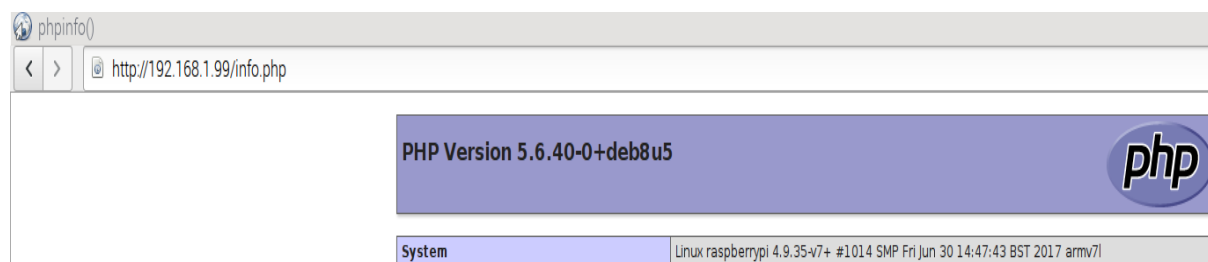 phpinfo()
http://192.168.1.99/info.php
PHP Version 5.6.40-0+deb8u5
php
System Linux raspberrypi 4.9.35-v7+ #1014 SMP Fri Jun 30 14:47:43 BST 2017 armv7l